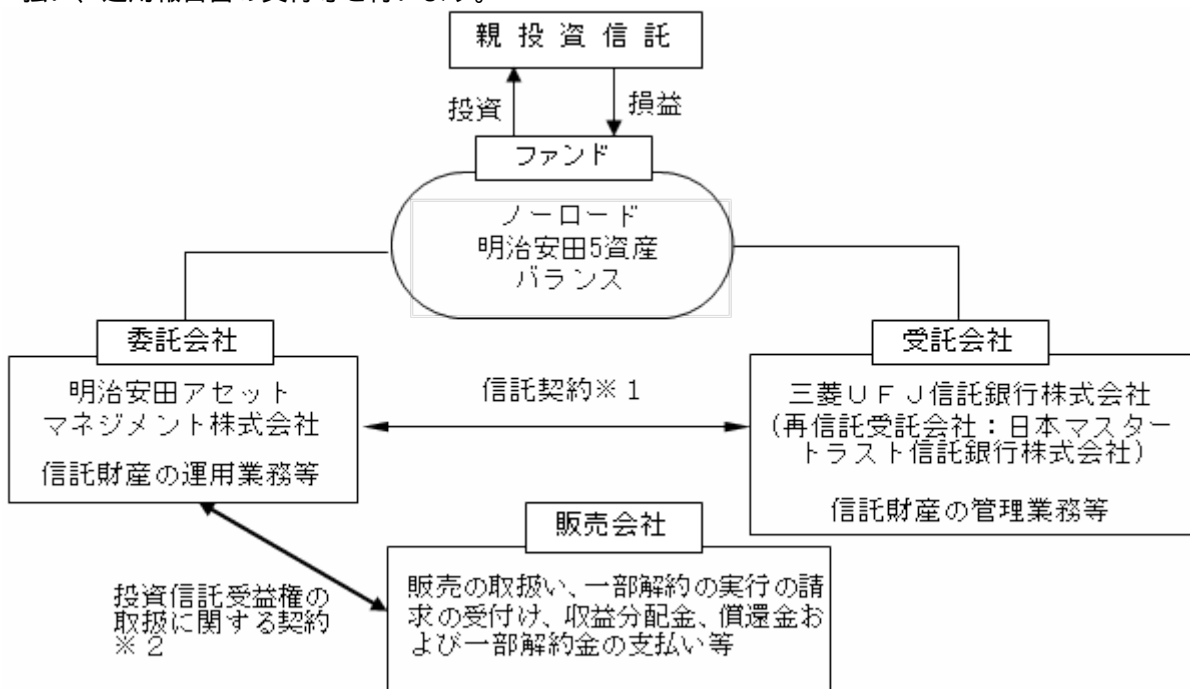 親投資信託
投資
損益
ファンド
ノーロード
明治安田5資産
バランス
委託会社
明治安田アセット
マネジメント株式会社
信託財産の運用業務等
信託契約※1
受託会社
三菱UFJ信託銀行株式会社
(再信託受託会社:日本マスター
トラスト信託銀行株式会社)
信託財産の管理業務等
投資信託受益権の
取扱に関する契約
※2
販売会社
販売の取扱い、一部解約の実行の請
求の受付け、収益分配金、償還金お
よび一部解約金の支払い等